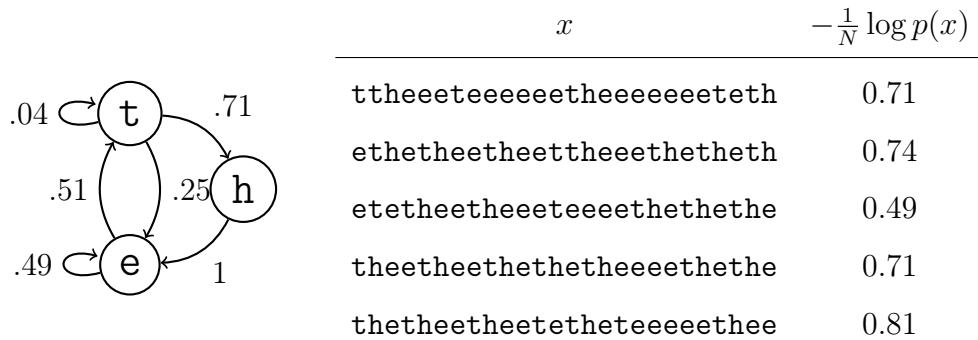 x −1/N log p(x)
ttheeeteeeeeetheeeeeeeteth 0.71
ethetheetheettheeethetheth 0.74
etetheetheeeteeeethethethe 0.49
theetheethethetheeeethethe 0.71
thetheetheetetheteeeeethee 0.81
t
.04
.71
.51
.25
h
.49
e
1